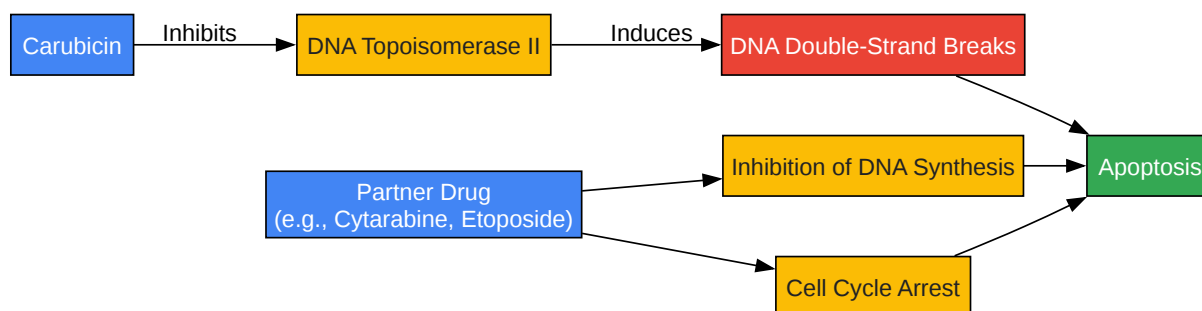 Carubicin
Inhibits
DNA Topoisomerase II
Induces
DNA Double-Strand Breaks
Inhibition of DNA Synthesis
Apoptosis
Partner Drug
(e.g., Cytarabine, Etoposide)
Cell Cycle Arrest